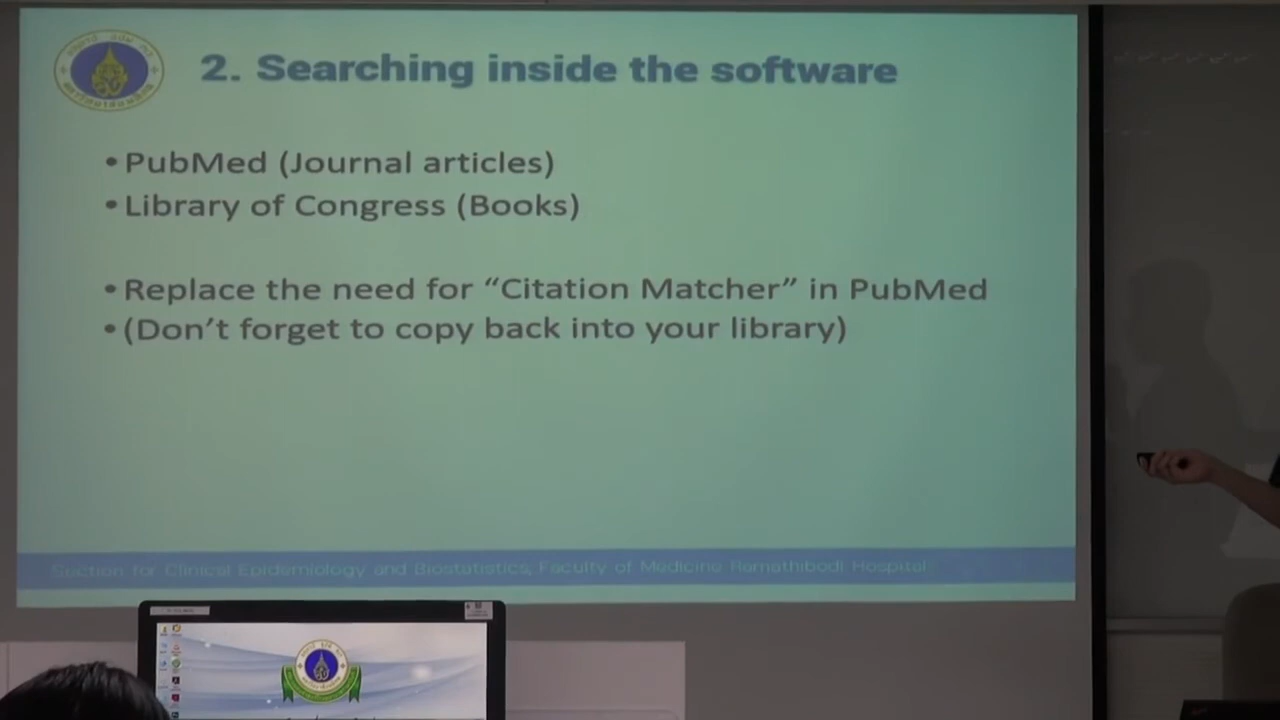 2. Searching inside the software
• PubMed (Journal articles)
• Library of Congress (Books)
• Replace the need for “Citation Matcher” in PubMed
• (Don’t forget to copy back into your library)
Section for Clinical Epidemiology and Biostatistics, Faculty of Medicine Ramathibodi Hospital